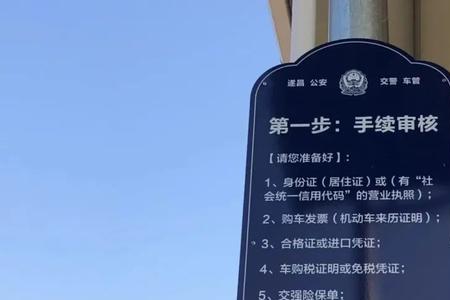 遂昌 公安 交警 车管
第一步：手续审核
【请您准备好】：
1、身份证（居住证）或（有“社
会统一信用代码”的营业执照）；
2、购车发票（机动车来历证明）；
3、合格证或进口凭证；
4、车购税证明或免税凭证；
5、交强险保单；